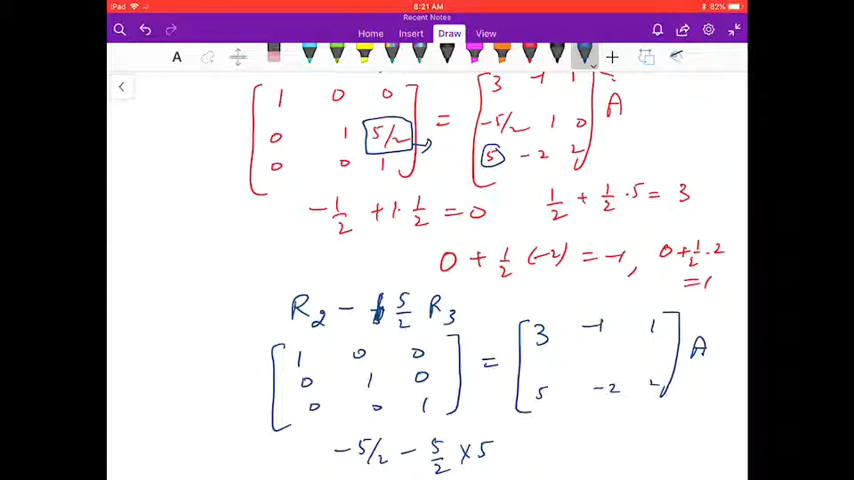 iPad 8:21 AM 82%
Recent Notes
Home Insert Draw View
A
1 0 0 3 -1 1
0 1 5/2 = -5/2 1 0 A
0 0 1 5 -2 2
-1/2 + 1·1/2 = 0 1/2 + 1/2 · 5 = 3
0 + 1/2 (-2) = -1, 0 + 1/2 · 2
= 1
R2 - 5/2 R3
1 0 0 3 -1 1
0 1 0 = A
0 0 1 5 -2 2
-5/2 - 5/2 × 5